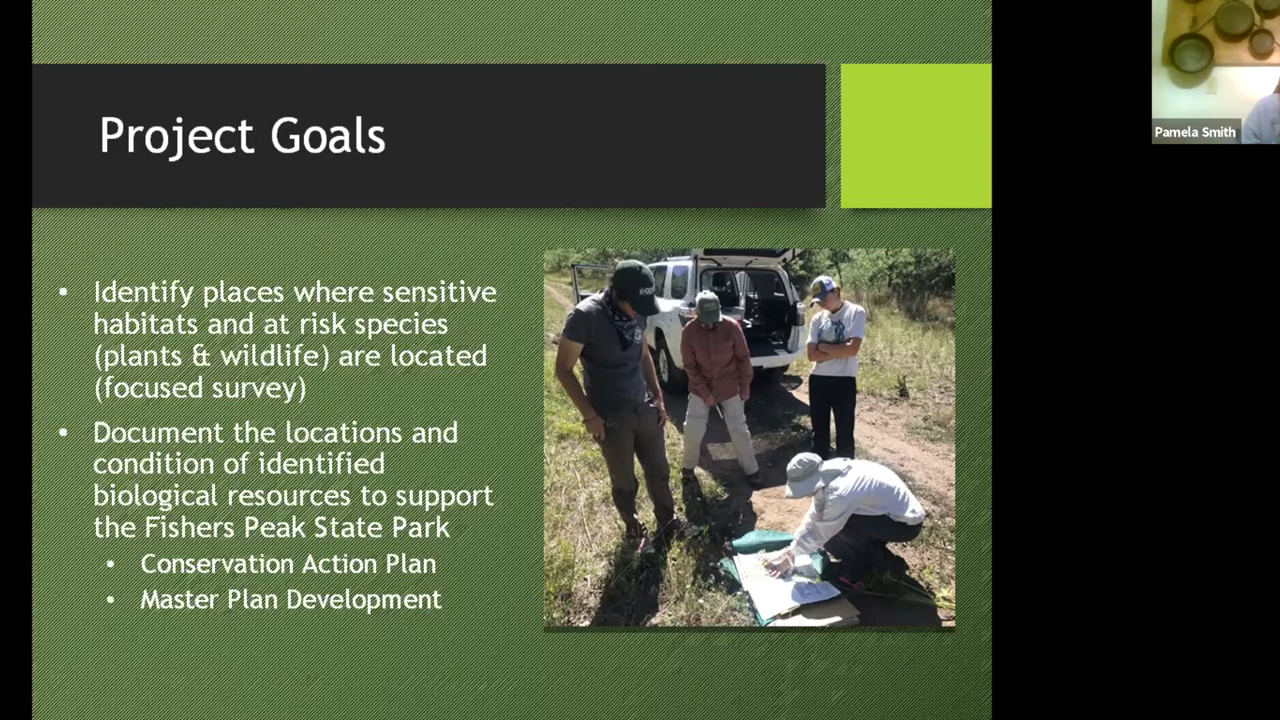 Project Goals
• Identify places where sensitive
habitats and at risk species
(plants & wildlife) are located
(focused survey)
• Document the locations and
condition of identified
biological resources to support
the Fishers Peak State Park
• Conservation Action Plan
• Master Plan Development
Pamela Smith